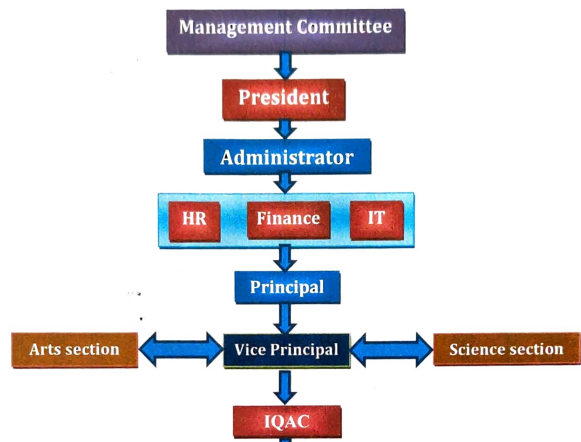 Management Committee
President
Administrator
HR Finance IT
Principal
Arts section Vice Principal Science section
IQAC